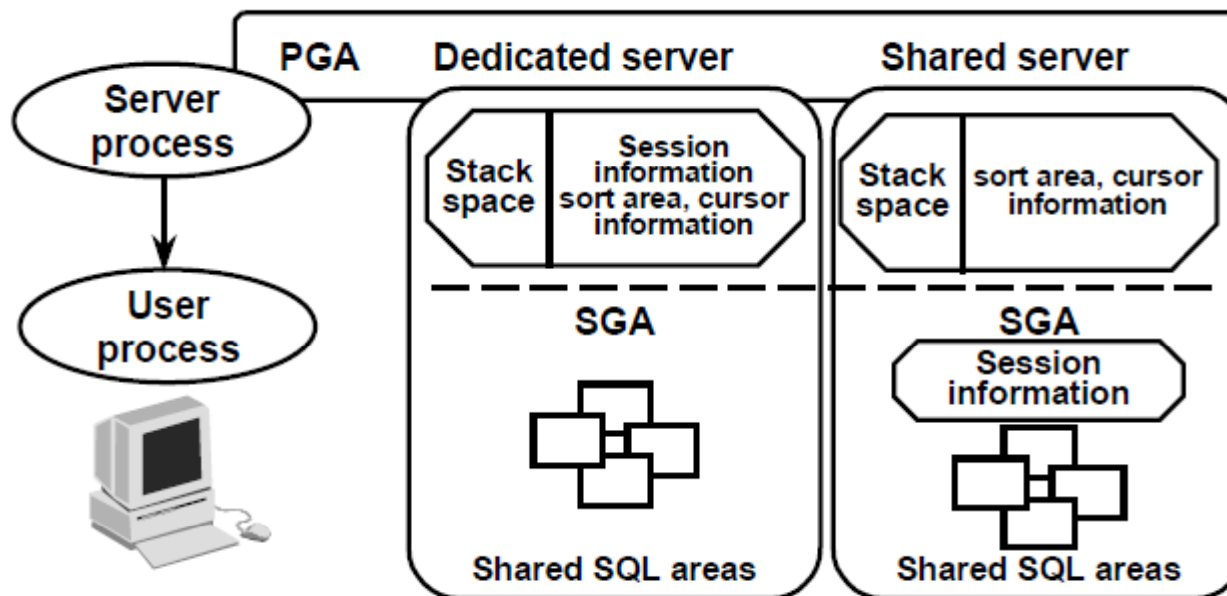 PGA Dedicated server Shared server
Server
process
Stack
space
Session
information
sort area, cursor
information
Stack
space
sort area, cursor
information
User
process
SGA
Shared SQL areas
SGA
Session
information
Shared SQL areas